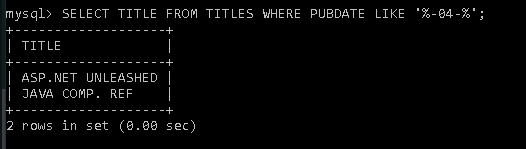 mysql> SELECT TITLE FROM TITLES WHERE PUBDATE LIKE '%-04-%';
+-------------------+
| TITLE             |
+-------------------+
| ASP.NET UNLEASHED |
| JAVA COMP. REF    |
+-------------------+
2 rows in set (0.00 sec)